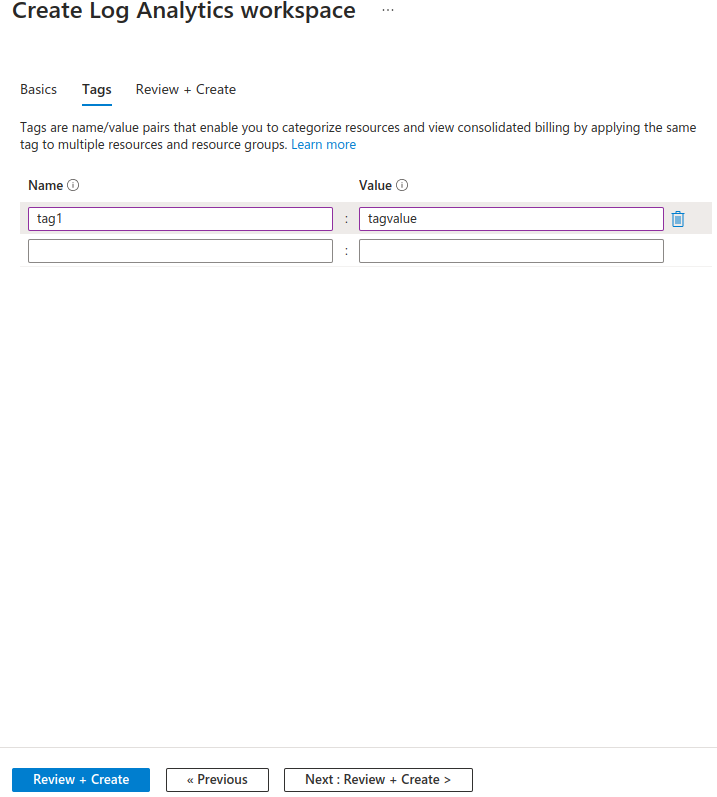 Create Log Analytics workspace ...
Basics Tags Review + Create
Tags are name/value pairs that enable you to categorize resources and view consolidated billing by applying the same
tag to multiple resources and resource groups. Learn more
Name Value
tag1 : tagvalue
:
Review + Create « Previous Next : Review + Create >